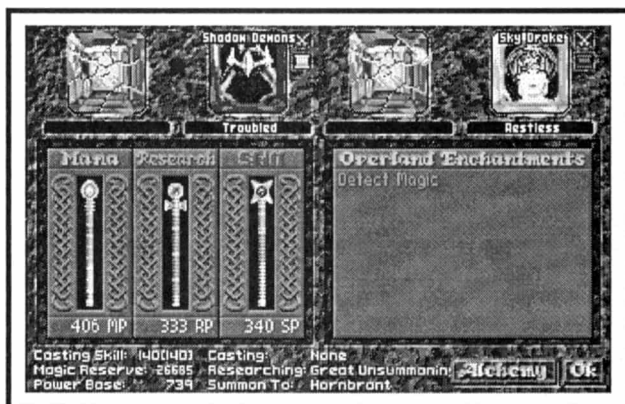 Shadow Demons
Sky Drake
Troubled
Restless
Mana
Research
Skill
Overland Enchantments
Detect Magic
406 MP
333 RP
340 SP
Casting Skill: 140(140)
Magic Reserve: 26685
Power Base: 739
Casting: None
Researching: Great Unsummonin
Summon To: Hornbrant
Alchemy
Ok